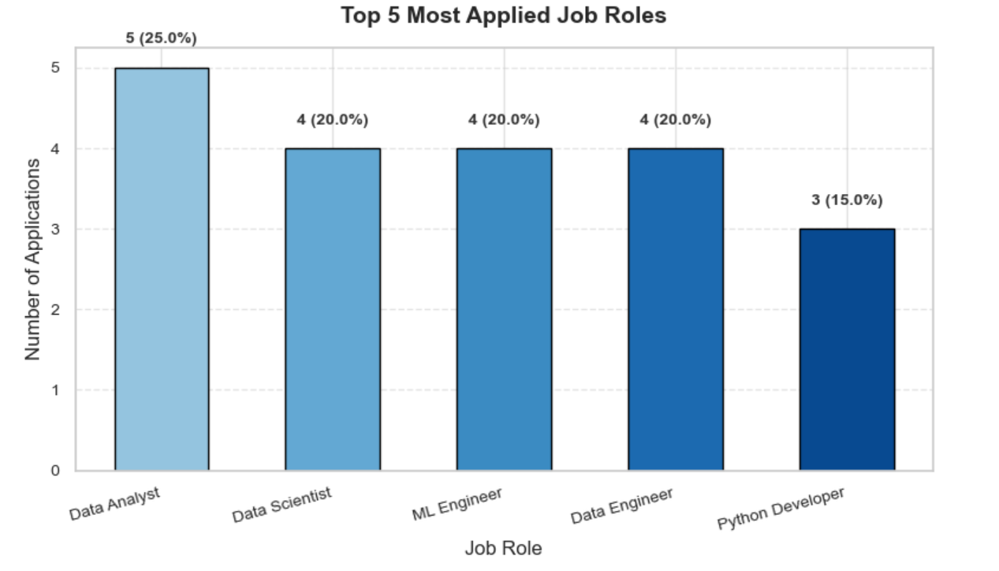 Top 5 Most Applied Job Roles
5 (25.0%)
4 (20.0%)
4 (20.0%)
4 (20.0%)
3 (15.0%)
Number of Applications
5
4
3
2
1
0
Data Analyst
Data Scientist
ML Engineer
Data Engineer
Python Developer
Job Role